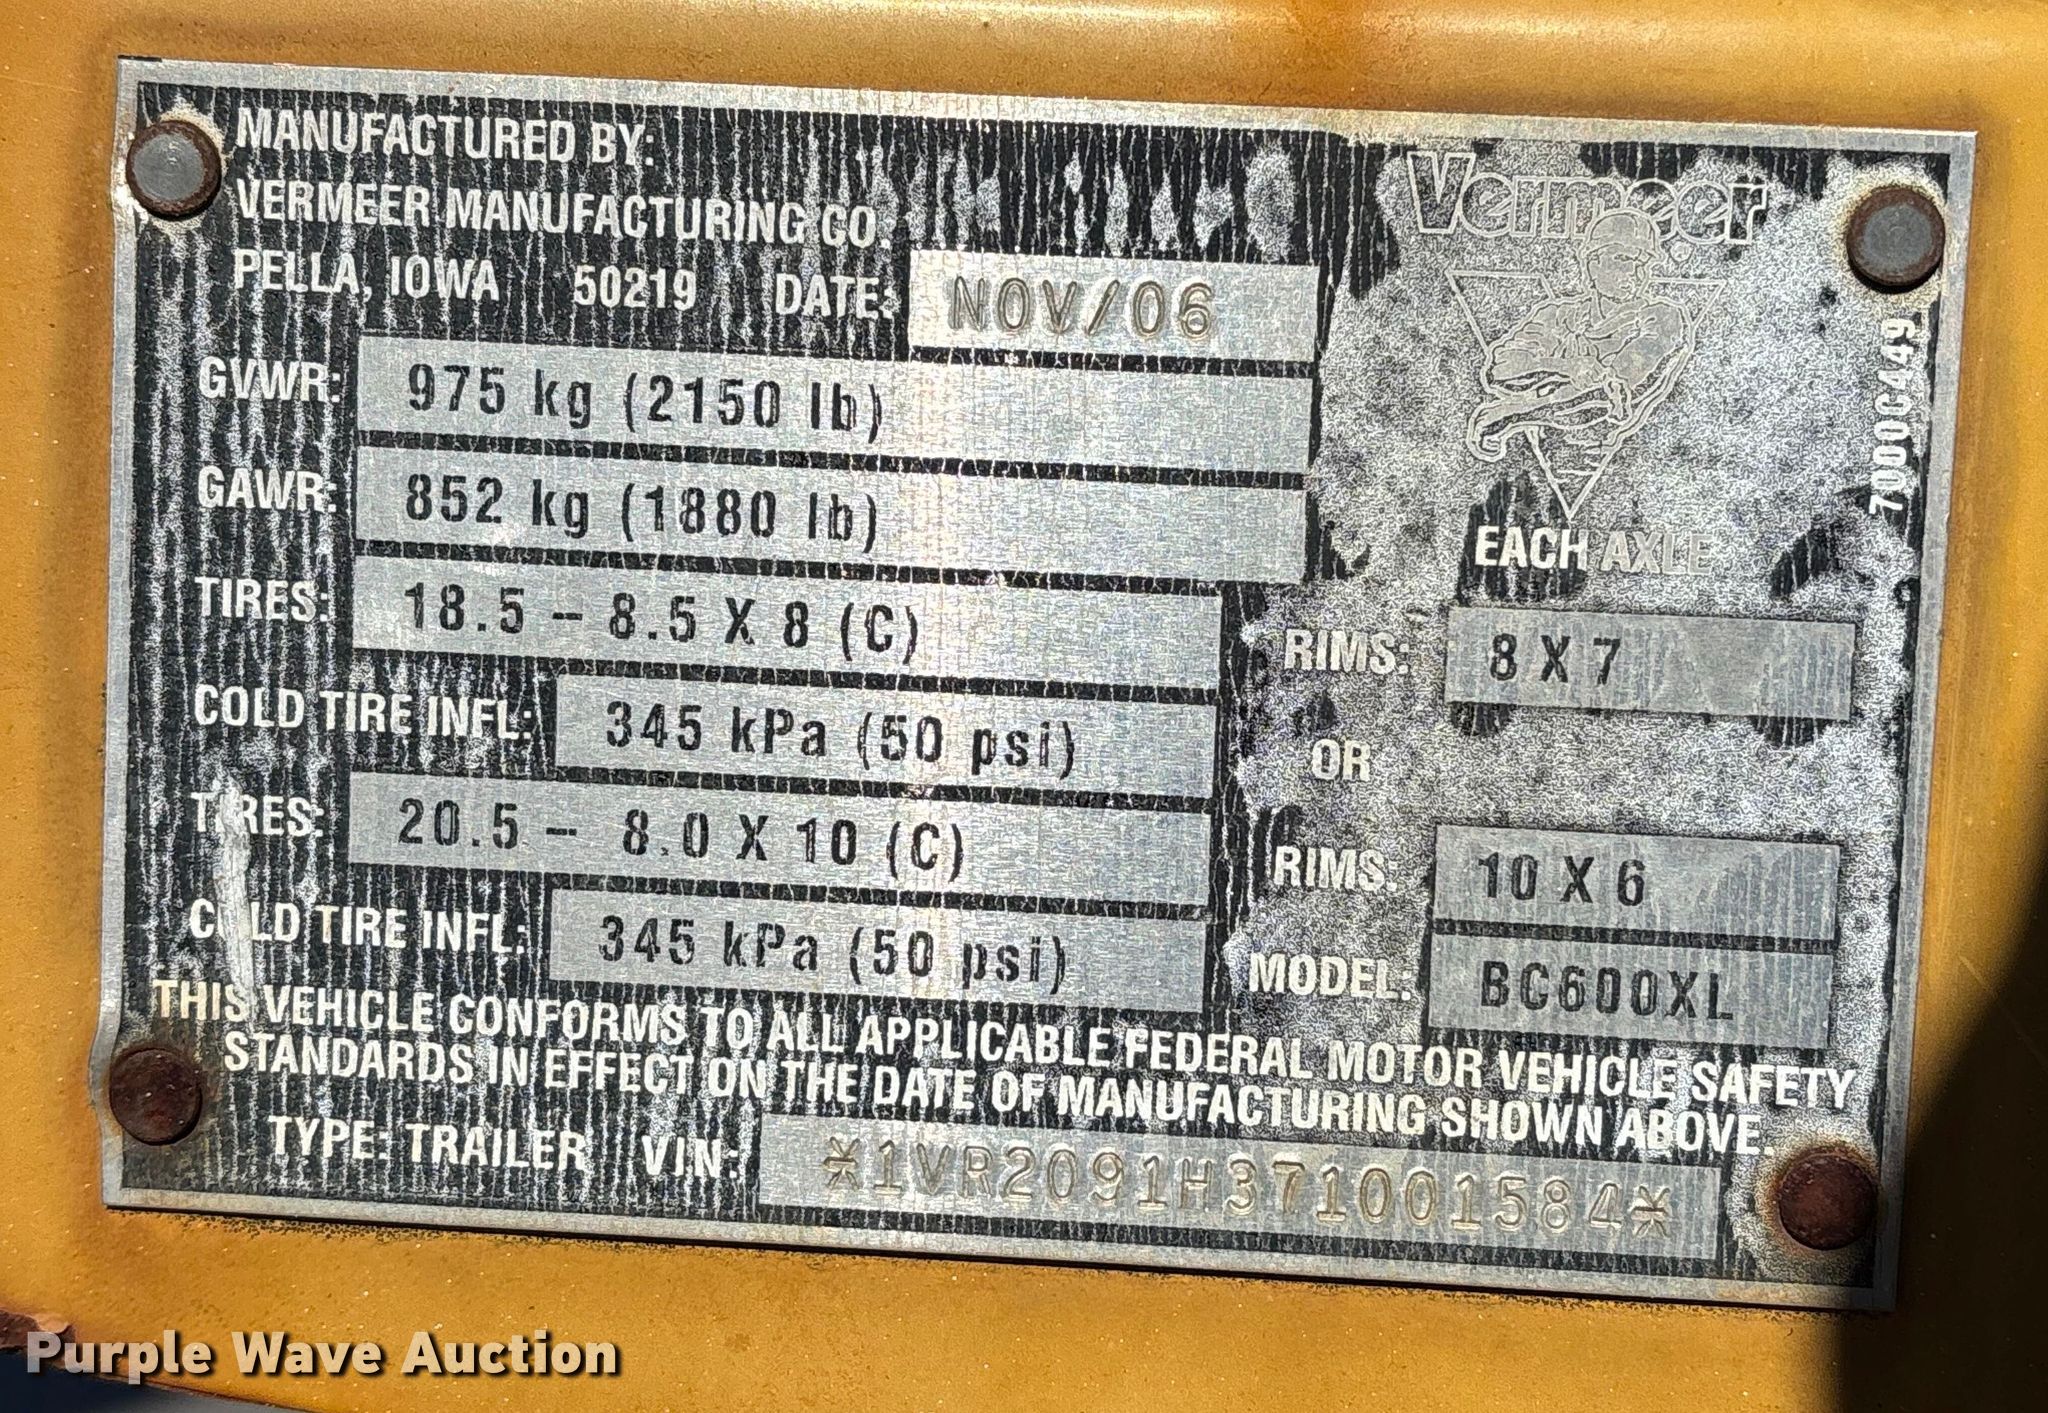 MANUFACTURED BY:
VERMEER MANUFACTURING CO.
PELLA, IOWA 50219 DATE: NOV/06
Vermeer
GVWR: 975 kg (2150 lb)
GAWR: 852 kg (1880 lb)
EACH AXLE
TIRES: 18.5 - 8.5 X 8 (C) RIMS: 8 X 7
COLD TIRE INFL: 345 kPa (50 psi) OR
TIRES: 20.5 - 8.0 X 10 (C) RIMS: 10 X 6
COLD TIRE INFL: 345 kPa (50 psi) MODEL: BC600XL
THIS VEHICLE CONFORMS TO ALL APPLICABLE FEDERAL MOTOR VEHICLE SAFETY
STANDARDS IN EFFECT ON THE DATE OF MANUFACTURING SHOWN ABOVE.
TYPE: TRAILER VIN: *1VR2091H371001584*
Purple Wave Auction